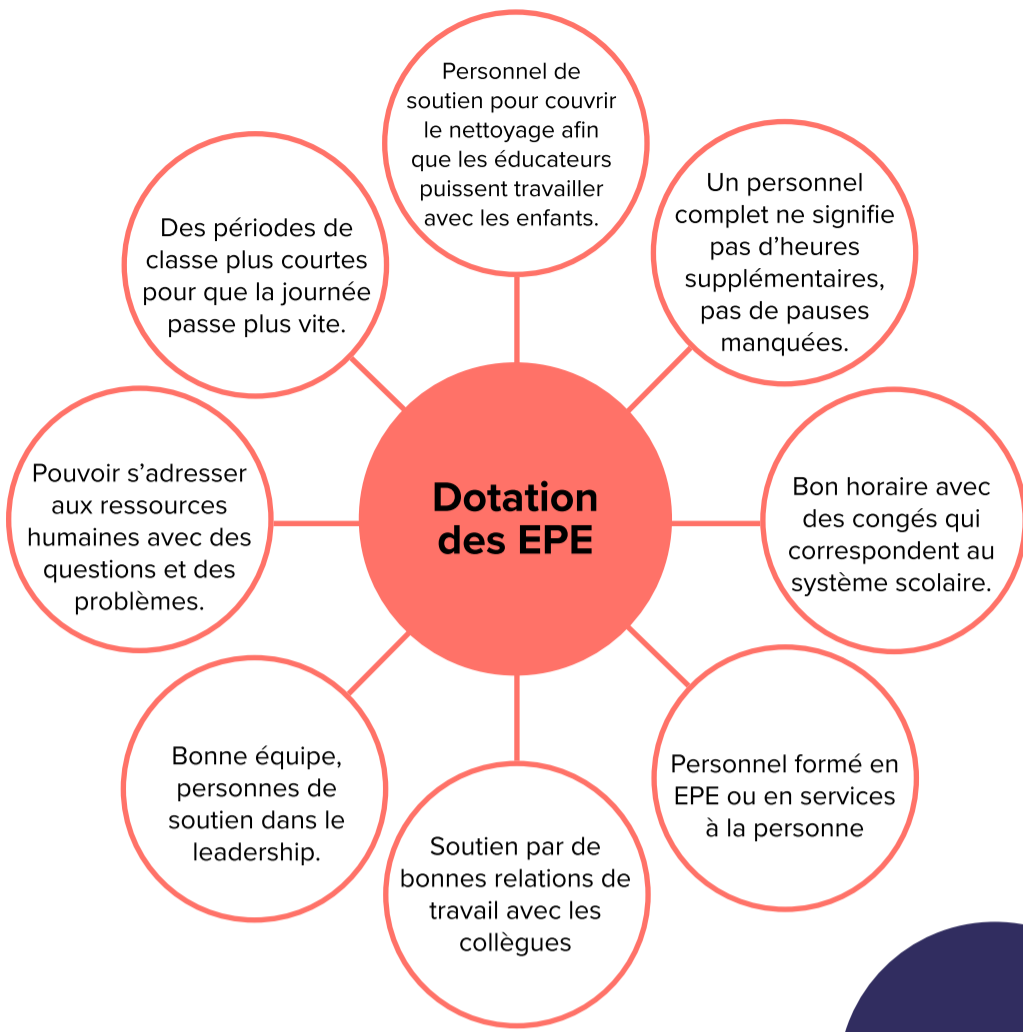 Personnel de
soutien pour couvrir
le nettoyage afin
que les éducateurs
puissent travailler
avec les enfants.
Un personnel
complet ne signifie
pas d’heures
supplémentaires,
pas de pauses
manquées.
Bon horaire avec
des congés qui
correspondent au
système scolaire.
Personnel formé en
EPE ou en services
à la personne
Soutien par de
bonnes relations de
travail avec les
collègues
Bonne équipe,
personnes de
soutien dans le
leadership.
Pouvoir s’adresser
aux ressources
humaines avec des
questions et des
problèmes.
Des périodes de
classe plus courtes
pour que la journée
passe plus vite.
Dotation
des EPE